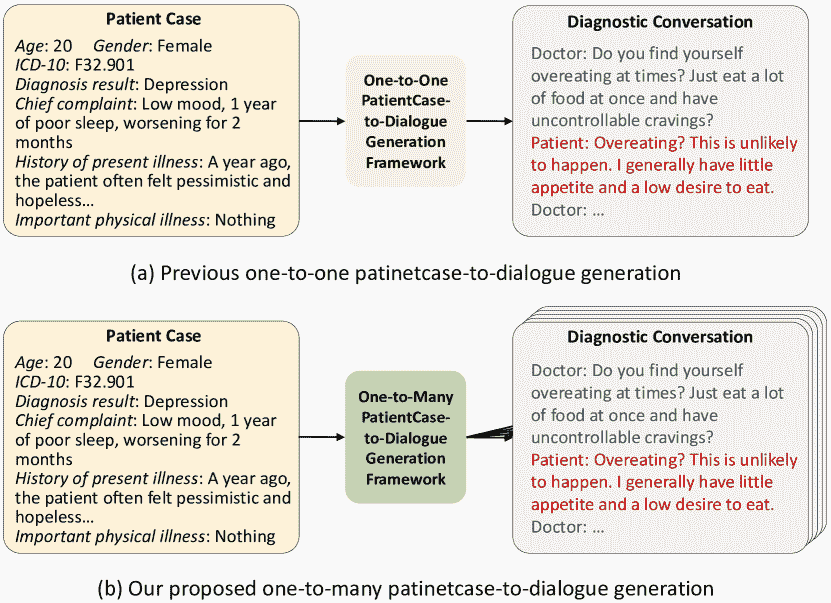 Patient Case
Age: 20 Gender: Female
ICD-10: F32.901
Diagnosis result: Depression
Chief complaint: Low mood, 1 year
of poor sleep, worsening for 2
months
History of present illness: A year ago,
the patient often felt pessimistic and
hopeless...
Important physical illness: Nothing
One-to-One
PatientCase-
to-Dialogue
Generation
Framework
Diagnostic Conversation
Doctor: Do you find yourself
overeating at times? Just eat a lot
of food at once and have
uncontrollable cravings?
Patient: Overeating? This is unlikely
to happen. I generally have little
appetite and a low desire to eat.
Doctor: ...
(a) Previous one-to-one patinetcase-to-dialogue generation
Patient Case
Age: 20 Gender: Female
ICD-10: F32.901
Diagnosis result: Depression
Chief complaint: Low mood, 1 year
of poor sleep, worsening for 2
months
History of present illness: A year ago,
the patient often felt pessimistic and
hopeless...
Important physical illness: Nothing
One-to-Many
PatientCase-
to-Dialogue
Generation
Framework
Diagnostic Conversation
Doctor: Do you find yourself
overeating at times? Just eat a lot
of food at once and have
uncontrollable cravings?
Patient: Overeating? This is unlikely
to happen. I generally have little
appetite and a low desire to eat.
Doctor: ...
(b) Our proposed one-to-many patinetcase-to-dialogue generation